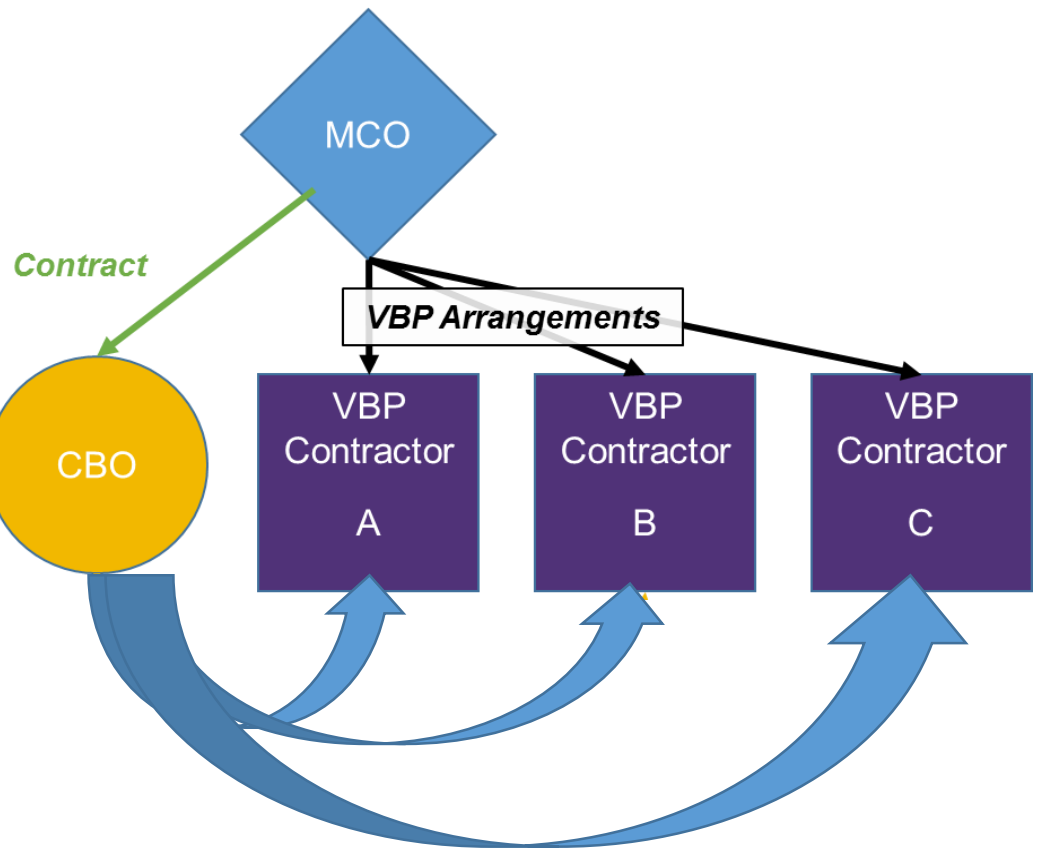 MCO
Contract
VBP Arrangements
CBO
VBP
Contractor
A
VBP
Contractor
B
VBP
Contractor
C